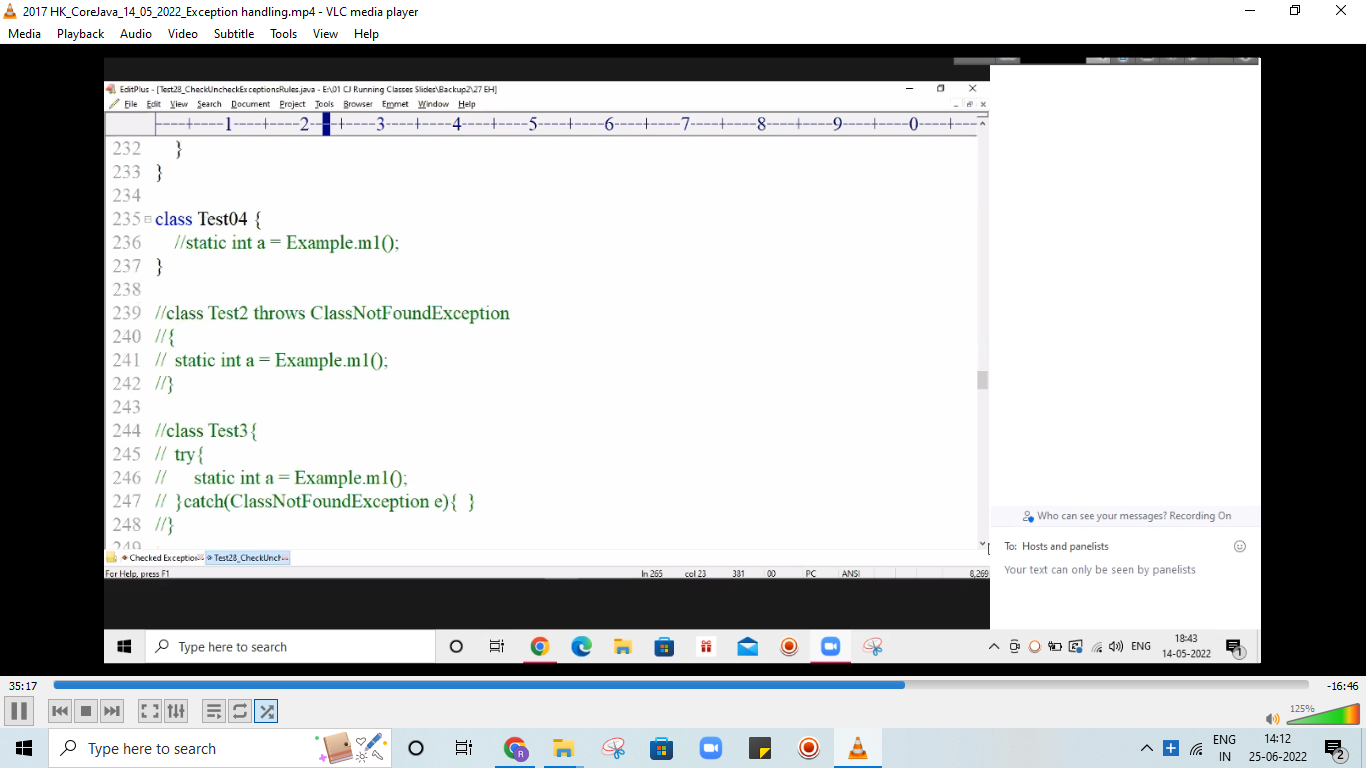 2017 HK_CoreJava_14_05_2022_Exception handling.mp4 - VLC media player
Media Playback Audio Video Subtitle Tools View Help
EditPlus - [Test28_CheckUncheckExceptionsRules.java - E:\01 CJ Running Classes Slides\Backup2\27 EH]
File Edit View Search Document Project Tools Browser Emmet Window Help
----+----1----+----2----+----3----+----4----+----5----+----6----+----7----+----8----+----9----+----0----+--
232 }
233 }
234
235 class Test04 {
236 //static int a = Example.m1();
237 }
238
239 //class Test2 throws ClassNotFoundException
240 //{
241 // static int a = Example.m1();
242 //}
243
244 //class Test3{
245 // try{
246 // static int a = Example.m1();
247 // }catch(ClassNotFoundException e){ }
248 //}
249
Who can see your messages? Recording On
To: Hosts and panelists
Your text can only be seen by panelists
Checked Exception Test28_CheckUnch
For Help, press F1 ln 265 col 23 381 00 PC ANSI 8,269
Type here to search ENG 18:43
14-05-2022 1
35:17 -16:46
125%
Type here to search R ENG 14:12
IN 25-06-2022 2